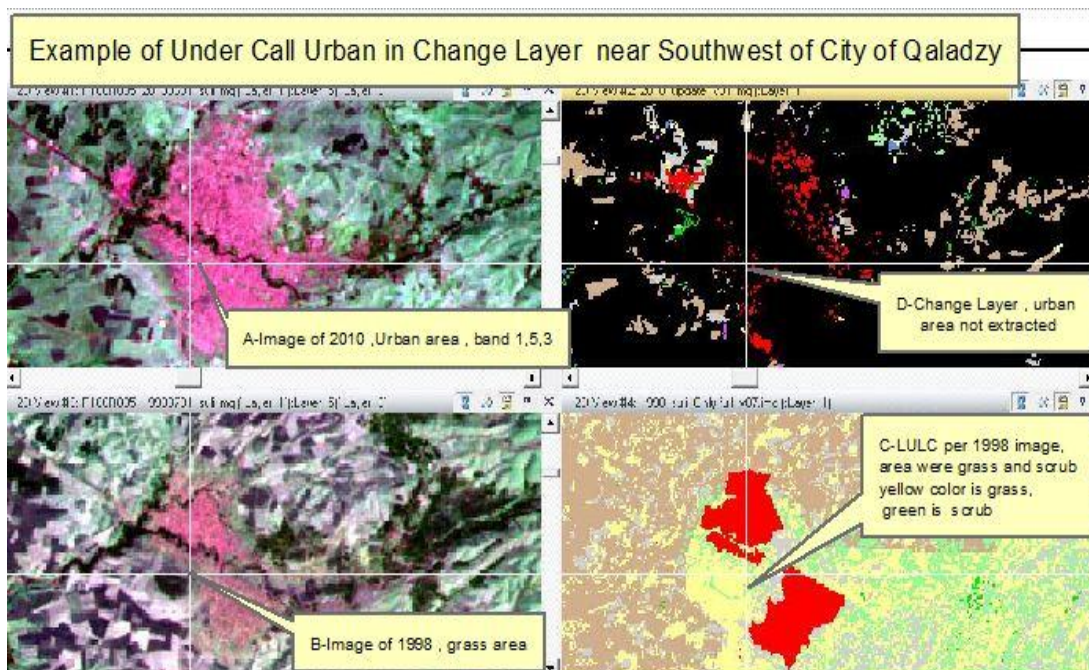 Example of Under Call Urban in Change Layer near Southwest of City of Qaladzy
A-Image of 2010 ,Urban area , band 1,5,3
D-Change Layer , urban
area not extracted
B-Image of 1998 , grass area
C-LULC per 1998 image,
area were grass and scrub
yellow color is grass,
green is scrub